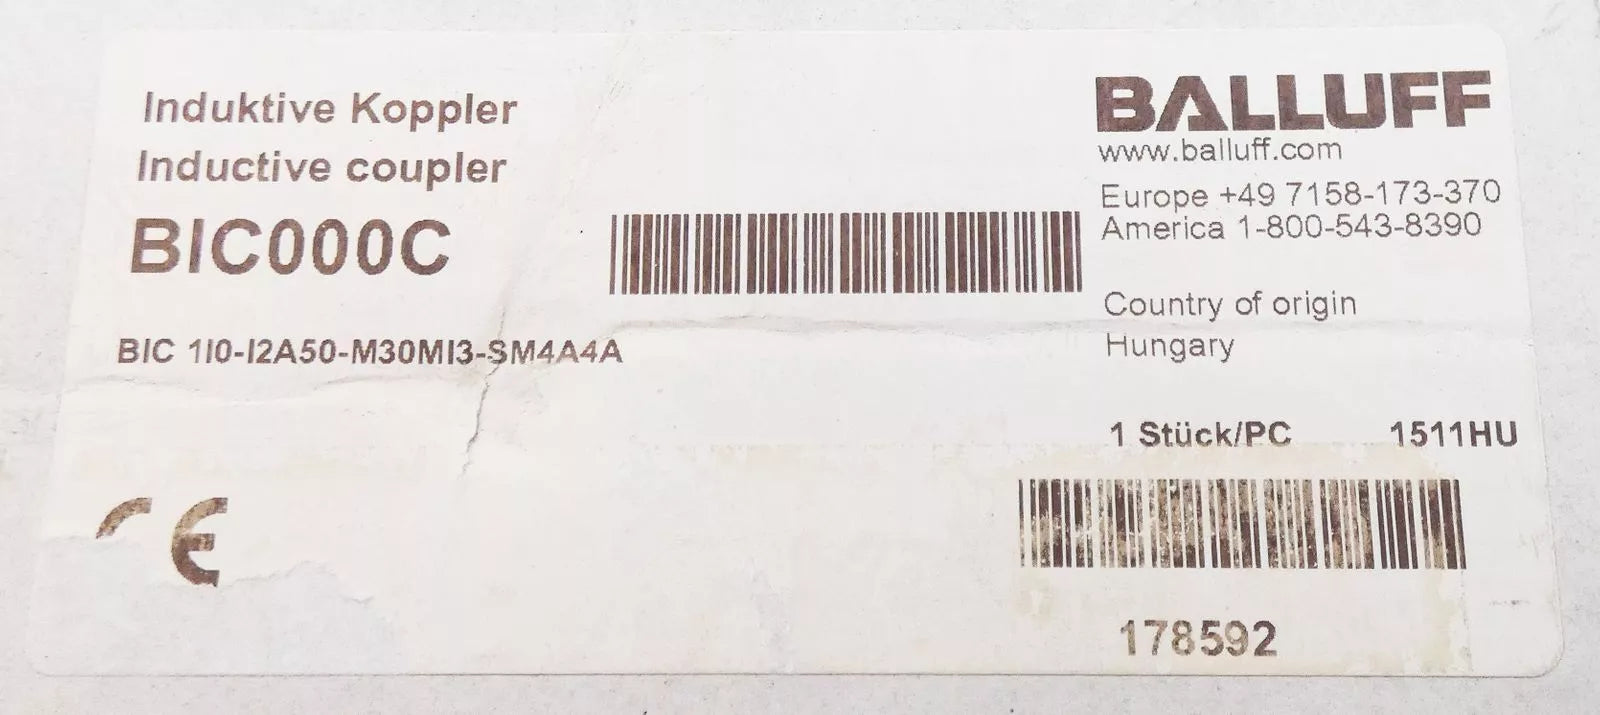 Induktive Koppler
Inductive coupler
BIC000C
BIC 1I0-I2A50-M30MI3-SM4A4A
CE
BALLUFF
www.balluff.com
Europe +49 7158-173-370
America 1-800-543-8390
Country of origin
Hungary
1 Stück/PC 1511HU
178592